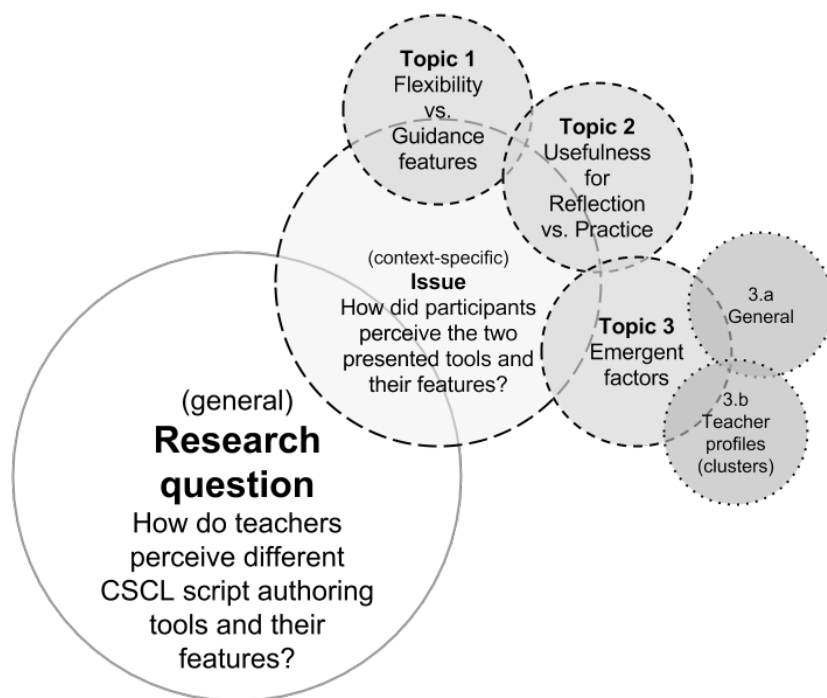 Topic 1
Flexibility
vs.
Guidance
features
Topic 2
Usefulness
for
Reflection
vs. Practice
(context-specific)
Issue
How did participants
perceive the two
presented tools and
their features?
Topic 3
Emergent
factors
3.a
General
3.b
Teacher
profiles
(clusters)
(general)
Research
question
How do teachers
perceive different
CSCL script authoring
tools and their
features?